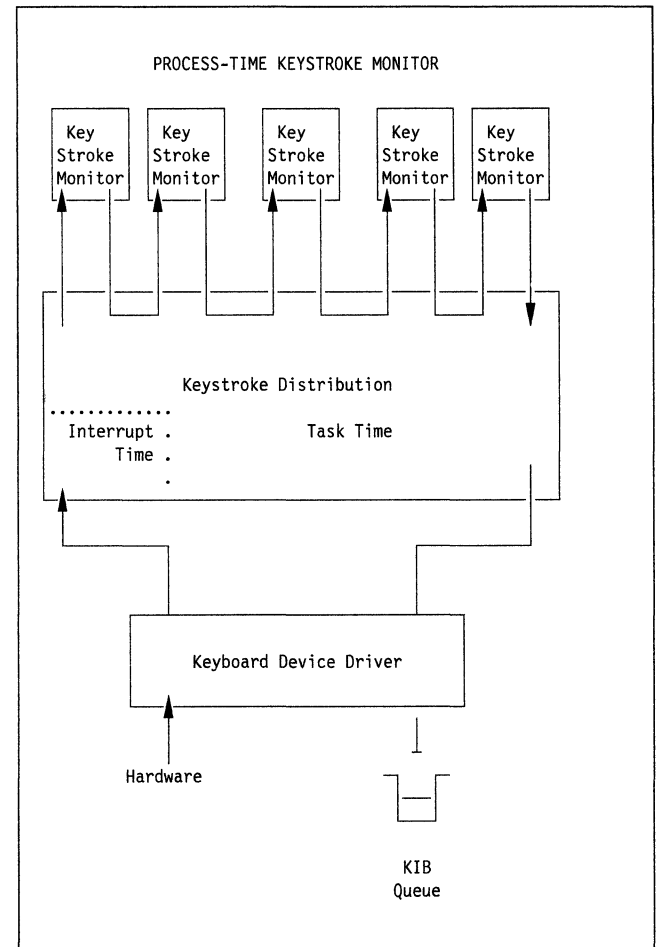 PROCESS-TIME KEYSTROKE MONITOR
Key Stroke Monitor
Key Stroke Monitor
Key Stroke Monitor
Key Stroke Monitor
Key Stroke Monitor
Keystroke Distribution
Interrupt Time
Task Time
Keyboard Device Driver
Hardware
KIB
Queue